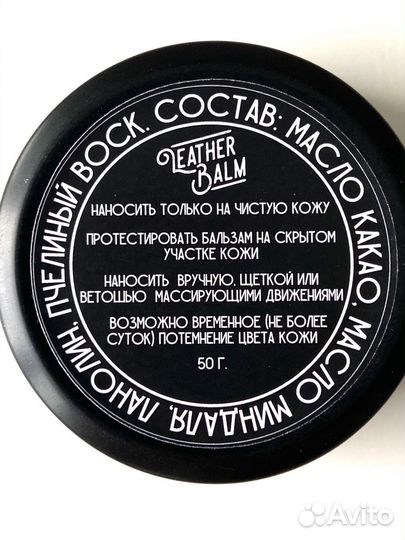 СОСТАВ: МАСЛО КАКАО, МАСЛО МИНДАЛЯ, ЛАНОЛИН, ПЧЕЛИНЫЙ ВОСК.
LEATHER
BALM
НАНОСИТЬ ТОЛЬКО НА ЧИСТУЮ КОЖУ
ПРОТЕСТИРОВАТЬ БАЛЬЗАМ НА СКРЫТОМ
УЧАСТКЕ КОЖИ
НАНОСИТЬ ВРУЧНУЮ, ЩЕТКОЙ ИЛИ
ВЕТОШЬЮ МАССИРУЮЩИМИ ДВИЖЕНИЯМИ
ВОЗМОЖНО ВРЕМЕННОЕ (НЕ БОЛЕЕ
СУТОК) ПОТЕМНЕНИЕ ЦВЕТА КОЖИ
50 Г.
Avito